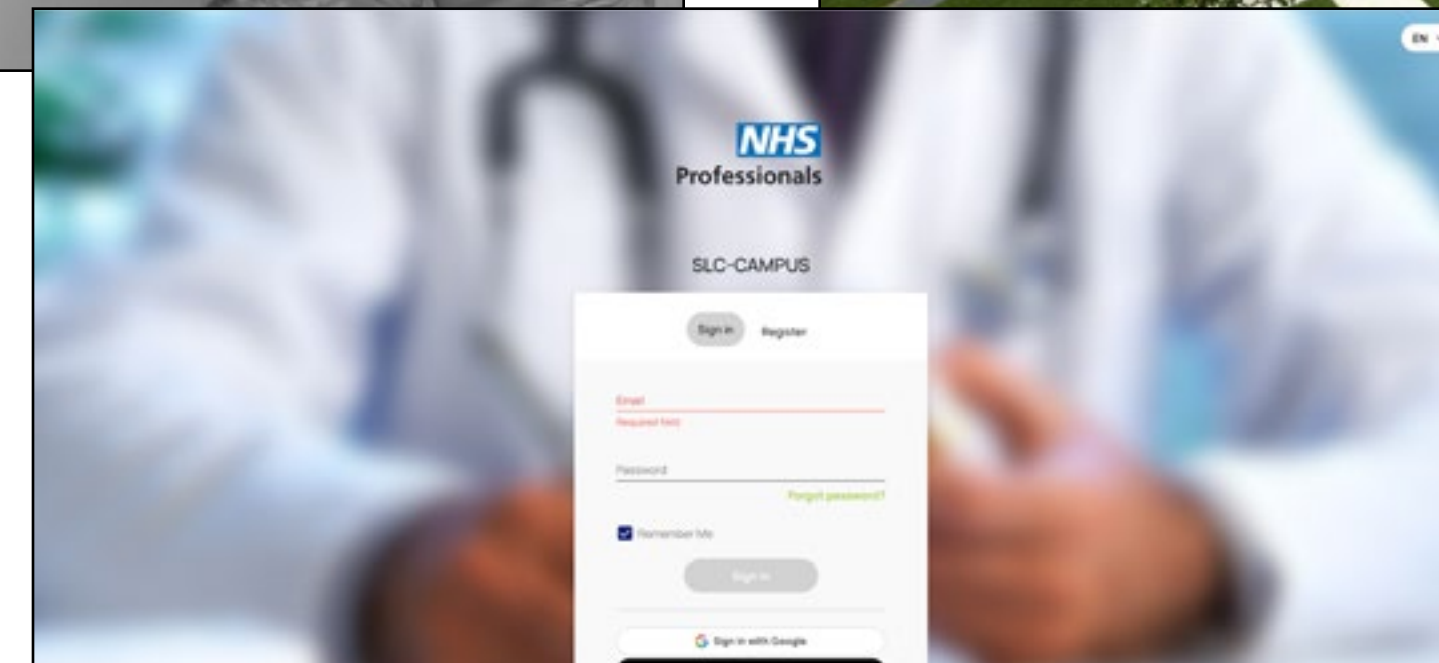 EN
NHS
Professionals
SLC-CAMPUS
Sign in
Register
Email
Required field
Password
Forgot password?
Remember Me
Sign in
Sign in with Google